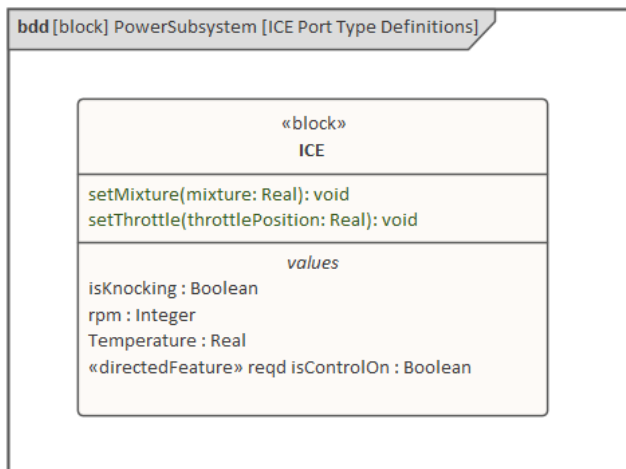 bdd [block] PowerSubsystem [ICE Port Type Definitions]
«block»
ICE
setMixture(mixture: Real): void
setThrottle(throttlePosition: Real): void
values
isKnocking : Boolean
rpm : Integer
Temperature : Real
«directedFeature» reqd isControlOn : Boolean